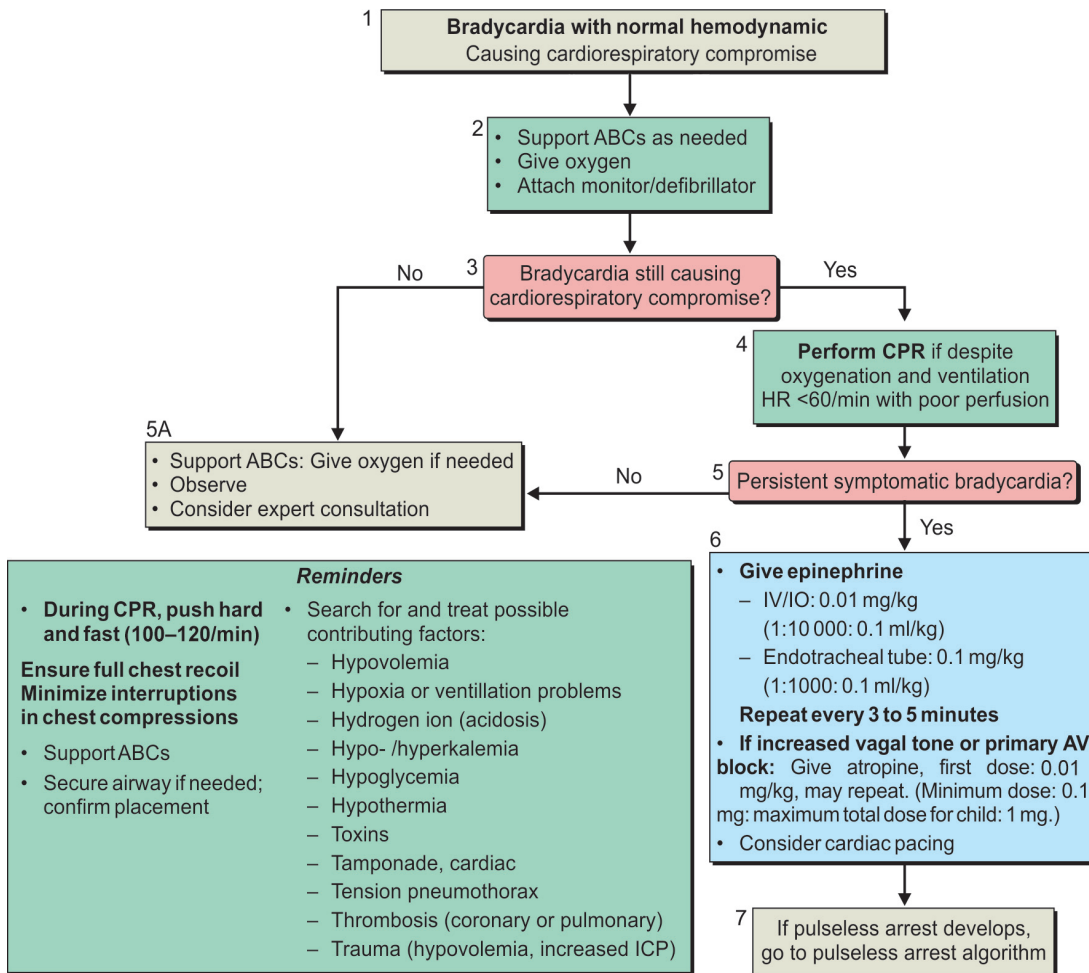 1
Bradycardia with normal hemodynamic
Causing cardiorespiratory compromise
2
• Support ABCs as needed
• Give oxygen
• Attach monitor/defibrillator
No
3
Bradycardia still causing
cardiorespiratory compromise?
Yes
4
Perform CPR if despite
oxygenation and ventilation
HR <60/min with poor perfusion
5A
• Support ABCs: Give oxygen if needed
• Observe
• Consider expert consultation
No
5
Persistent symptomatic bradycardia?
Yes
Reminders
• During CPR, push hard
and fast (100–120/min)
Ensure full chest recoil
Minimize interruptions
in chest compressions
• Support ABCs
• Secure airway if needed;
confirm placement
• Search for and treat possible
contributing factors:
– Hypovolemia
– Hypoxia or ventillation problems
– Hydrogen ion (acidosis)
– Hypo- /hyperkalemia
– Hypoglycemia
– Hypothermia
– Toxins
– Tamponade, cardiac
– Tension pneumothorax
– Thrombosis (coronary or pulmonary)
– Trauma (hypovolemia, increased ICP)
6
• Give epinephrine
– IV/IO: 0.01 mg/kg
(1:10 000: 0.1 ml/kg)
– Endotracheal tube: 0.1 mg/kg
(1:1000: 0.1 ml/kg)
Repeat every 3 to 5 minutes
• If increased vagal tone or primary AV
block: Give atropine, first dose: 0.01
mg/kg, may repeat. (Minimum dose: 0.1
mg: maximum total dose for child: 1 mg.)
• Consider cardiac pacing
7
If pulseless arrest develops,
go to pulseless arrest algorithm